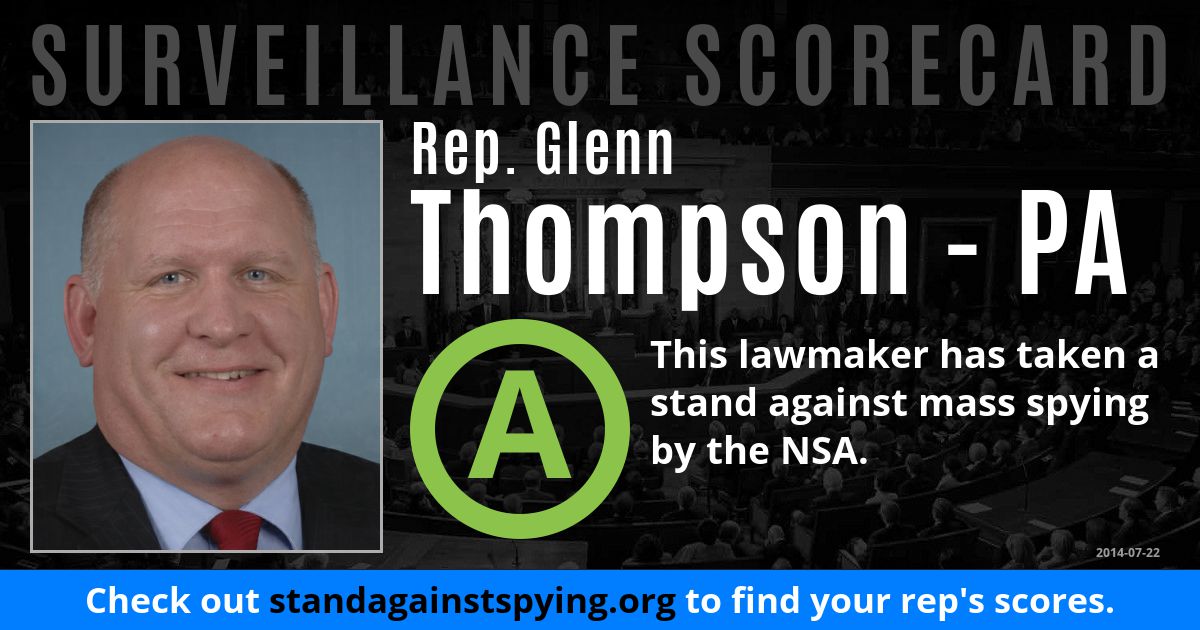 SURVEILLANCE SCORECARD
Rep. Glenn
Thompson - PA
A
This lawmaker has taken a
stand against mass spying
by the NSA.
2014-07-22
Check out standagainstspying.org to find your rep's scores.